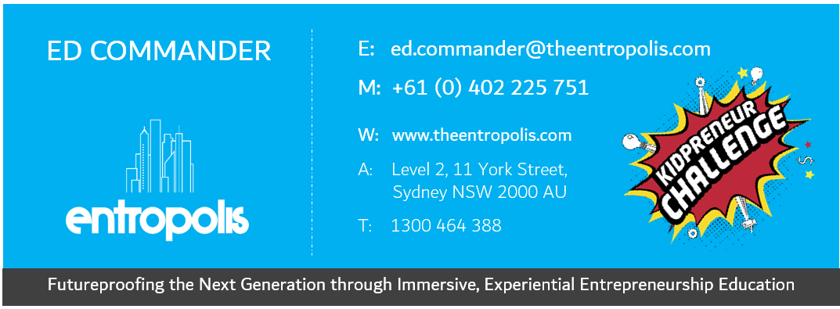 ED COMMANDER
entropolis
E: ed.commander@theentropolis.com
M: +61 (0) 402 225 751
W: www.theentropolis.com
A: Level 2, 11 York Street,
Sydney NSW 2000 AU
T: 1300 464 388
KIDPRENEUR
CHALLENGE
$
Futureproofing the Next Generation through Immersive, Experiential Entrepreneurship Education